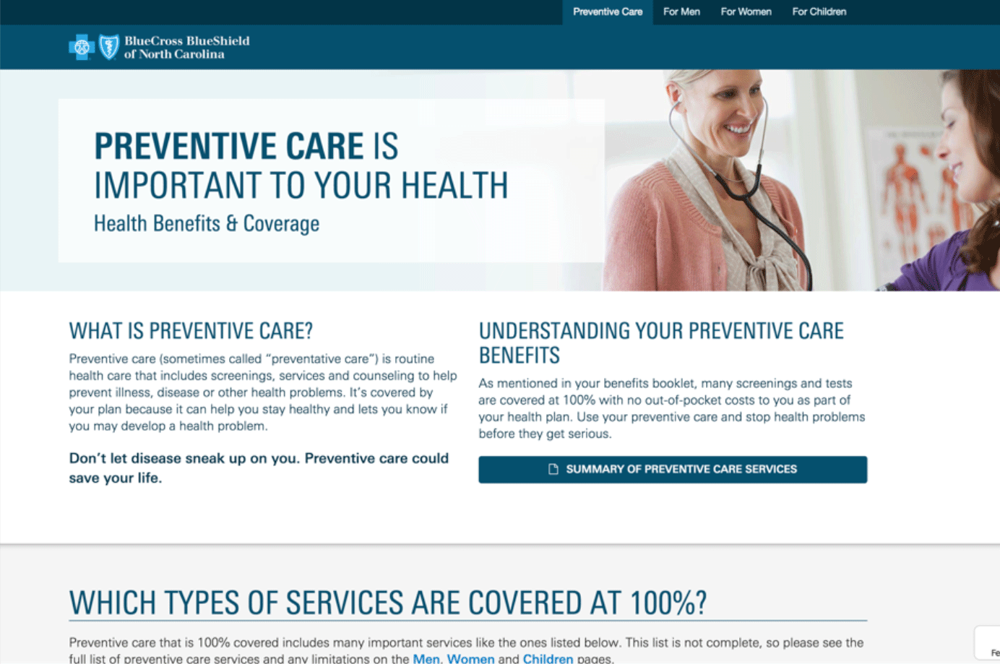 Preventive Care For Men For Women For Children
BlueCross BlueShield
of North Carolina
PREVENTIVE CARE IS
IMPORTANT TO YOUR HEALTH
Health Benefits & Coverage
WHAT IS PREVENTIVE CARE?
Preventive care (sometimes called “preventative care”) is routine
health care that includes screenings, services and counseling to help
prevent illness, disease or other health problems. It’s covered by
your plan because it can help you stay healthy and lets you know if
you may develop a health problem.
Don’t let disease sneak up on you. Preventive care could
save your life.
UNDERSTANDING YOUR PREVENTIVE CARE
BENEFITS
As mentioned in your benefits booklet, many screenings and tests
are covered at 100% with no out-of-pocket costs to you as part of
your health plan. Use your preventive care and stop health problems
before they get serious.
SUMMARY OF PREVENTIVE CARE SERVICES
WHICH TYPES OF SERVICES ARE COVERED AT 100%?
Preventive care that is 100% covered includes many important services like the ones listed below. This list is not complete, so please see the
full list of preventive care services and any limitations on the Men, Women and Children pages.